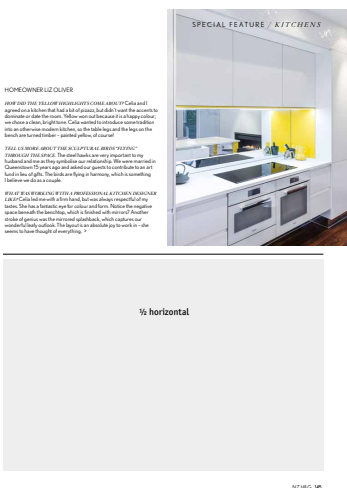 SPECIAL FEATURE / KITCHENS
HOMEOWNER LIZ OLIVER
HOW DID THE YELLOW HIGHLIGHTS COME ABOUT? Celia and I
agreed on a kitchen that had a bit of pizazz, but didn't want the accents to
dominate or date the room. Yellow won out because it is a happy colour;
we chose a clean, bright tone. Celia wanted to introduce some tradition
into an otherwise modern kitchen, so the table legs and the legs on the
bench are turned timber – painted yellow, of course!
TELL US MORE ABOUT THE SCULPTURAL BIRDS "FLYING"
THROUGH THE SPACE. The steel hawks are very important to my
husband and me as they symbolise our relationship. We were married in
Queenstown 15 years ago and asked our guests to contribute to an art
fund in lieu of gifts. The birds are flying in harmony, which is something
I believe we do as a couple.
WHAT WAS WORKING WITH A PROFESSIONAL KITCHEN DESIGNER
LIKE? Celia led me with a firm hand, but was always respectful of my
tastes. She has a fantastic eye for colour and form. Notice the negative
space beneath the benchtop, which is finished with mirrors? Another
stroke of genius was the mirrored splashback, which captures our
wonderful leafy outlook. The layout is an absolute joy to work in – she
seems to have thought of everything. >
½ horizontal